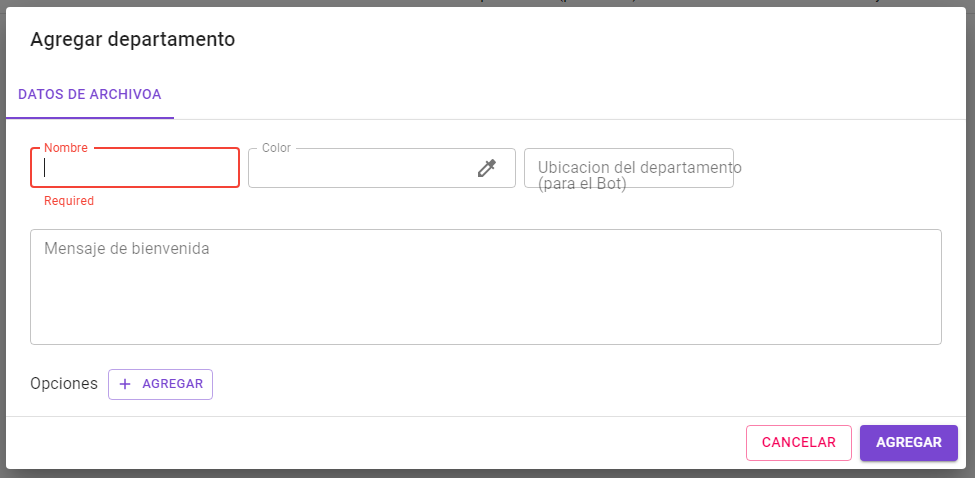 Agregar departamento
DATOS DE ARCHIVOA
Nombre
Color
Ubicacion del departamento
(para el Bot)
Required
Mensaje de bienvenida
Opciones
AGREGAR
CANCELAR
AGREGAR